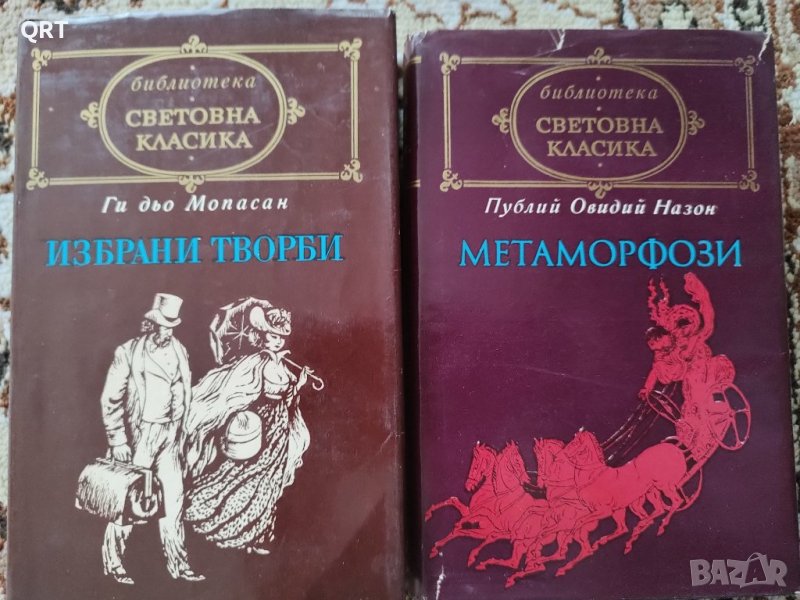 QRT
библиотека
СВЕТОВНА
КЛАСИКА
Ги дьо Мопасан
ИЗБРАНИ ТВОРБИ
библиотека
СВЕТОВНА
КЛАСИКА
Публий Овидий Назон
МЕТАМОРФОЗИ
BAZAR